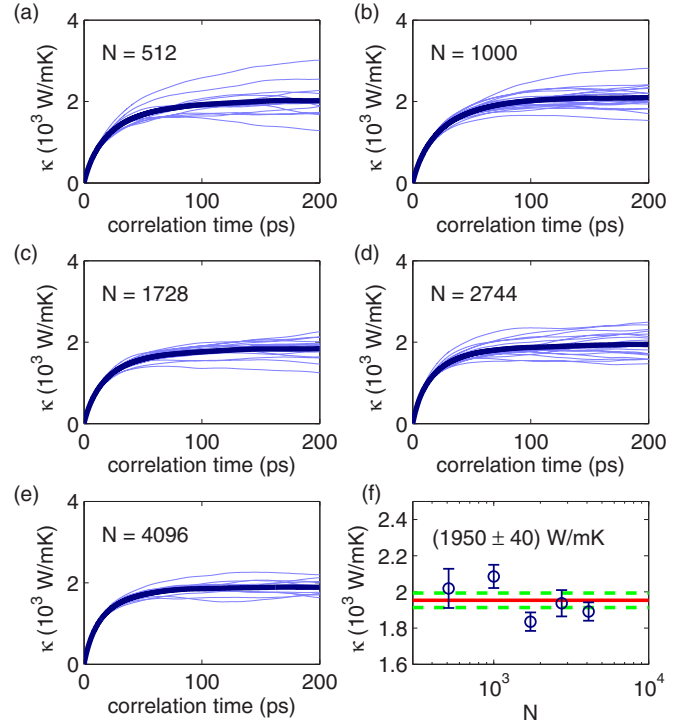 (a)
N = 512
κ (10³ W/mK)
4
2
0
0 100 200
correlation time (ps)
(b)
N = 1000
κ (10³ W/mK)
4
2
0
0 100 200
correlation time (ps)
(c)
N = 1728
κ (10³ W/mK)
4
2
0
0 100 200
correlation time (ps)
(d)
N = 2744
κ (10³ W/mK)
4
2
0
0 100 200
correlation time (ps)
(e)
N = 4096
κ (10³ W/mK)
4
2
0
0 100 200
correlation time (ps)
(f)
(1950 ± 40) W/mK
κ (10³ W/mK)
2.5
2.2
2
1.9
1.6
10³ 10⁴
N